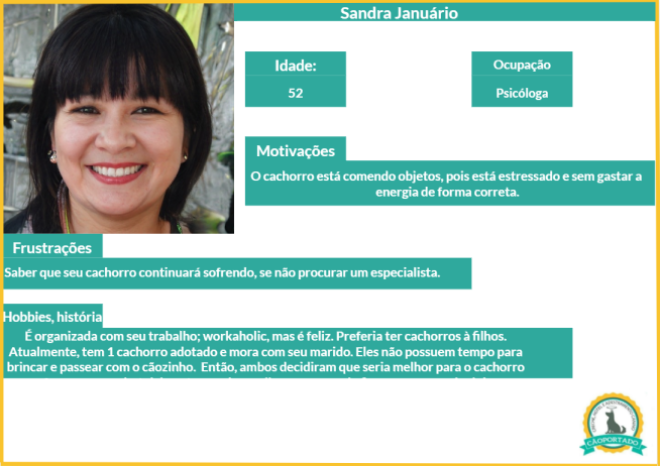 Sandra Januário
Idade:
52
Ocupação
Psicóloga
Motivações
O cachorro está comendo objetos, pois está estressado e sem gastar a
energia de forma correta.
Frustrações
Saber que seu cachorro continuará sofrendo, se não procurar um especialista.
Hobbies, história
É organizada com seu trabalho; workaholic, mas é feliz. Preferia ter cachorros à filhos.
Atualmente, tem 1 cachorro adotado e mora com seu marido. Eles não possuem tempo para
brincar e passear com o cãozinho. Então, ambos decidiram que seria melhor para o cachorro
CÃOPORTADO